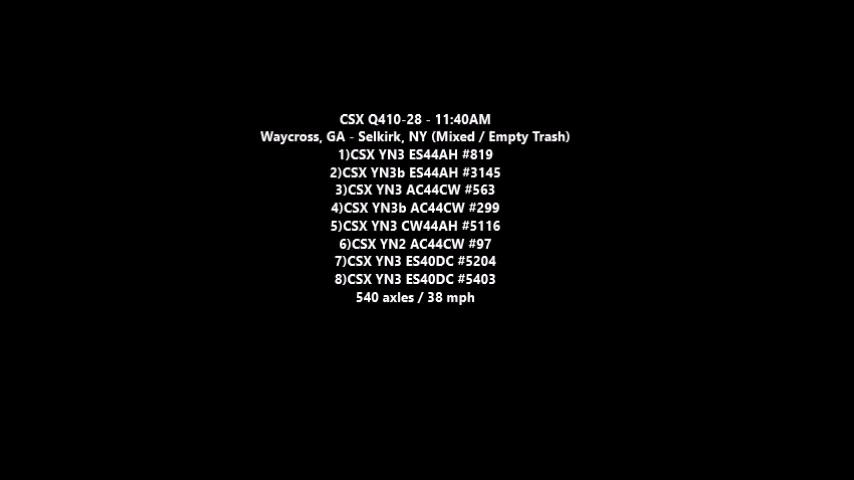 CSX Q410-28 - 11:40AM
Waycross, GA - Selkirk, NY (Mixed / Empty Trash)
1)CSX YN3 ES44AH #819
2)CSX YN3b ES44AH #3145
3)CSX YN3 AC44CW #563
4)CSX YN3b AC44CW #299
5)CSX YN3 CW44AH #5116
6)CSX YN2 AC44CW #97
7)CSX YN3 ES40DC #5204
8)CSX YN3 ES40DC #5403
540 axles / 38 mph